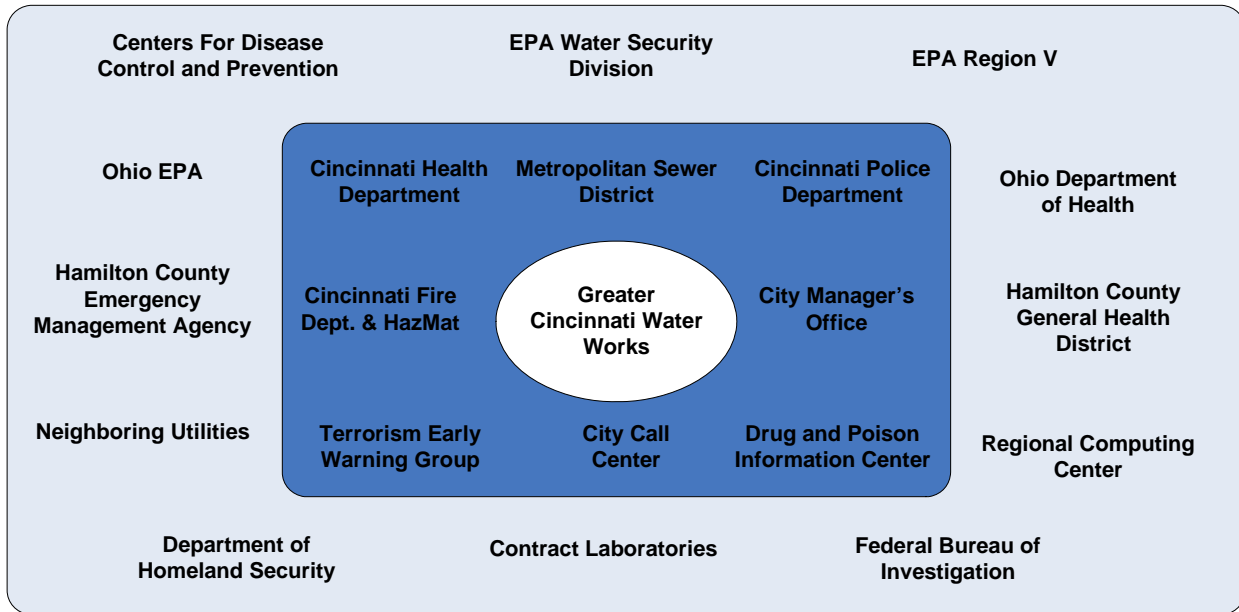 Centers For Disease
Control and Prevention
EPA Water Security
Division
EPA Region V
Ohio EPA
Cincinnati Health
Department
Metropolitan Sewer
District
Cincinnati Police
Department
Ohio Department
of Health
Hamilton County
Emergency
Management Agency
Cincinnati Fire
Dept. & HazMat
Greater
Cincinnati Water
Works
City Manager's
Office
Hamilton County
General Health
District
Neighboring Utilities
Terrorism Early
Warning Group
City Call
Center
Drug and Poison
Information Center
Regional Computing
Center
Department of
Homeland Security
Contract Laboratories
Federal Bureau of
Investigation